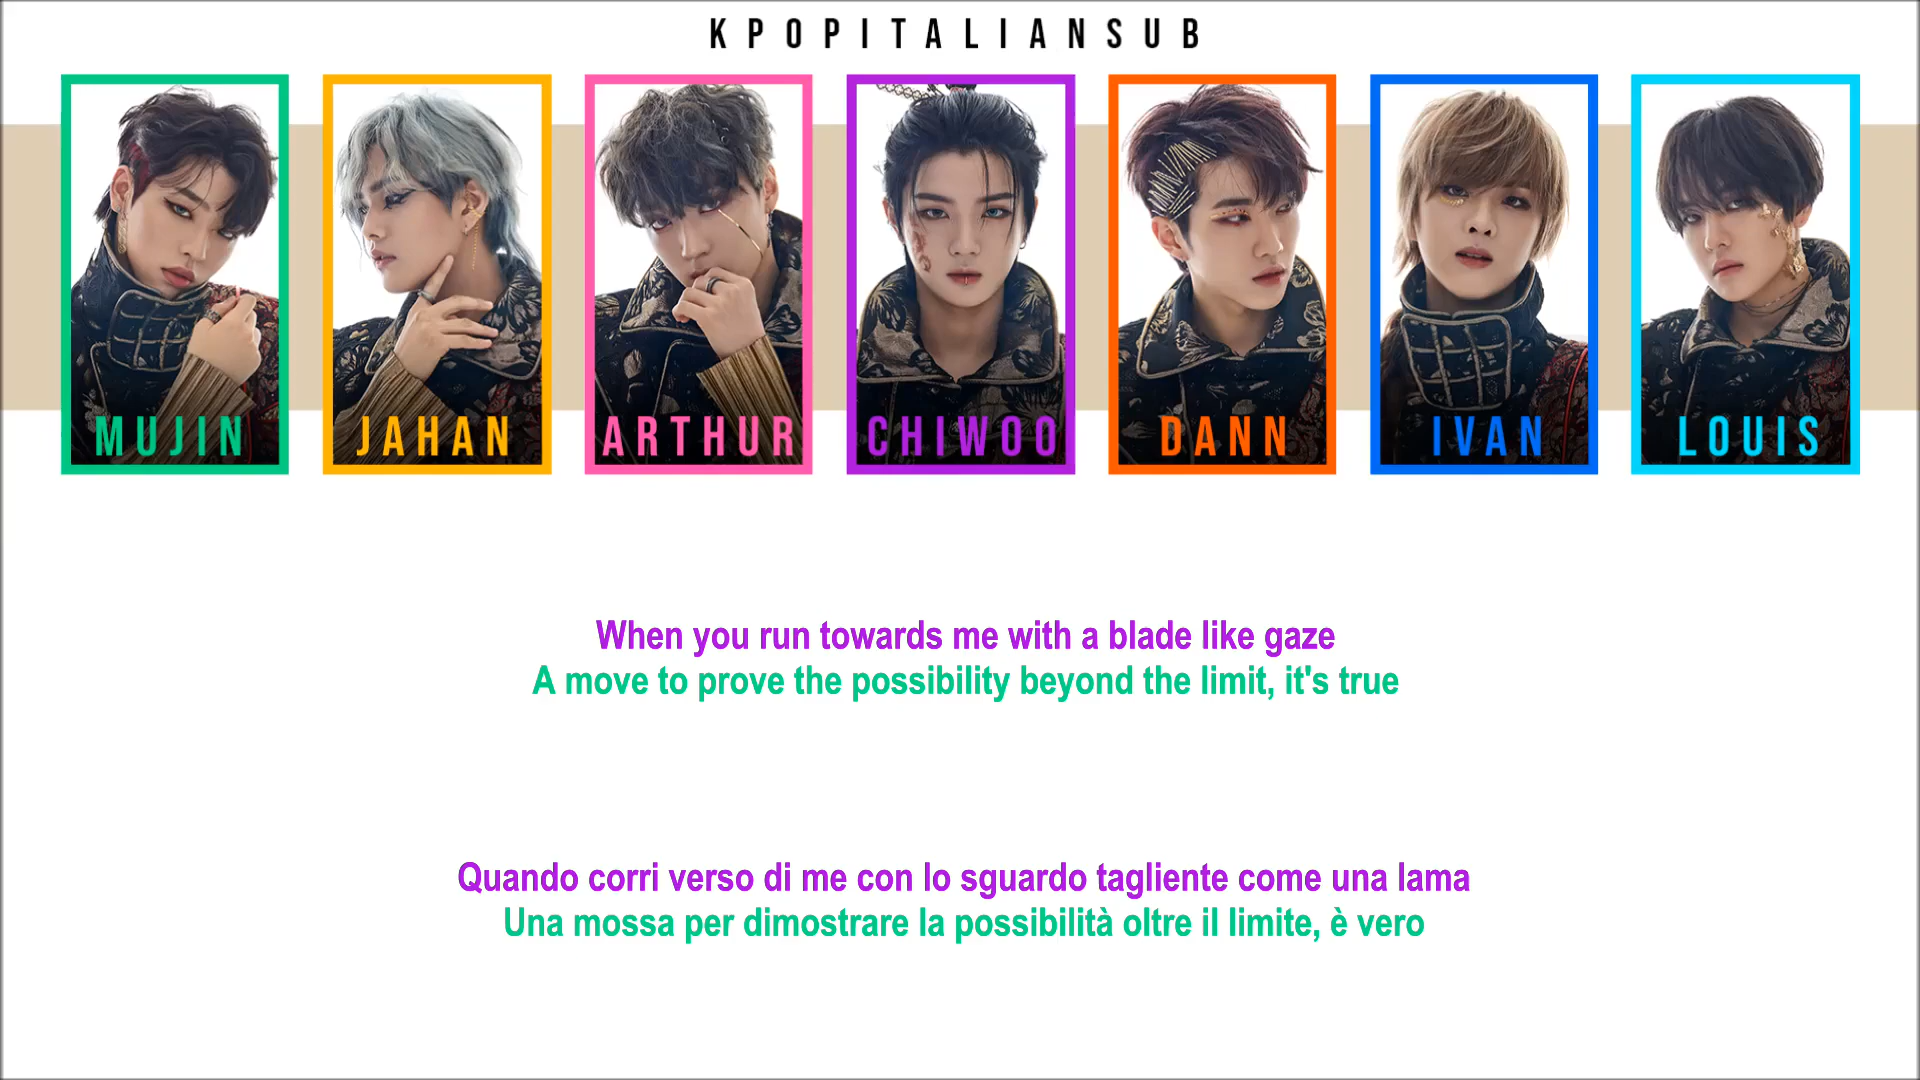 KPOPITALIANSUB
MUJIN
JAHAN
ARTHUR
CHIWOO
DANN
IVAN
LOUIS
When you run towards me with a blade like gaze
A move to prove the possibility beyond the limit, it's true
Quando corri verso di me con lo sguardo tagliente come una lama
Una mossa per dimostrare la possibilità oltre il limite, è vero